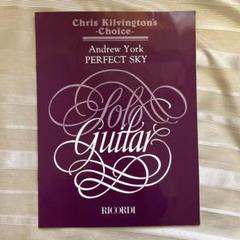 Chris Kilvington's
-Choice-
Andrew York
PERFECT SKY
Solo
Guitar
RICORDI